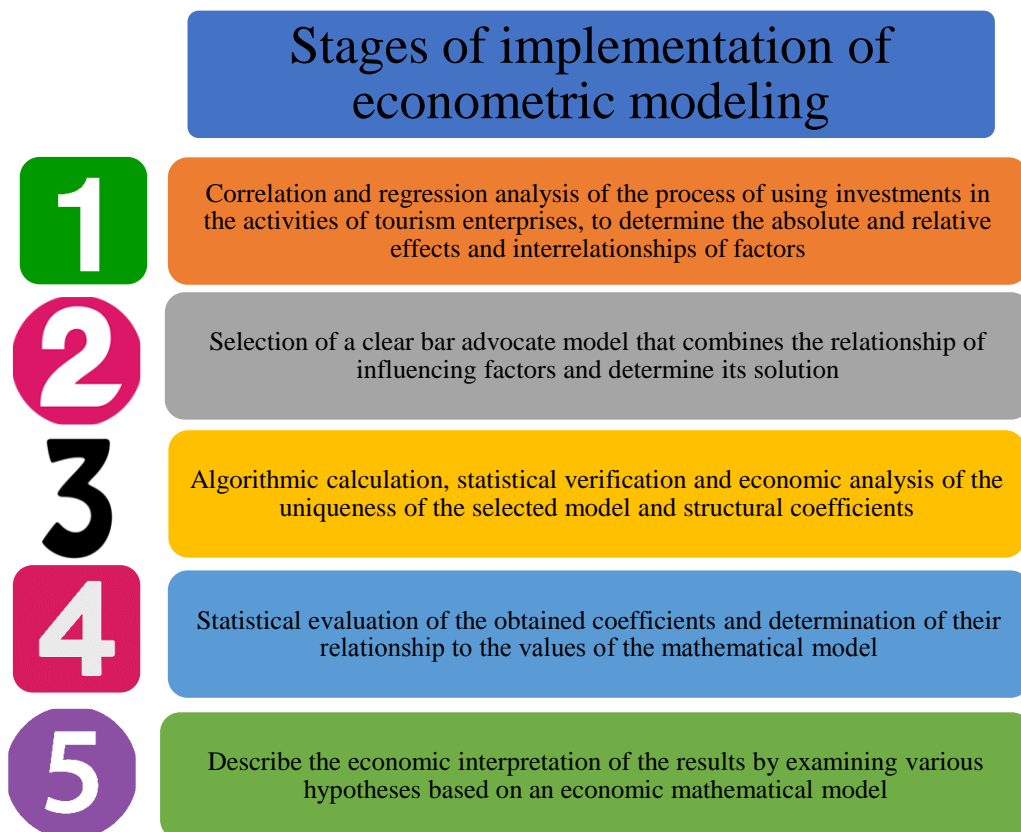 Stages of implementation of
econometric modeling
1
Correlation and regression analysis of the process of using investments in
the activities of tourism enterprises, to determine the absolute and relative
effects and interrelationships of factors
2
Selection of a clear bar advocate model that combines the relationship of
influencing factors and determine its solution
3
Algorithmic calculation, statistical verification and economic analysis of the
uniqueness of the selected model and structural coefficients
4
Statistical evaluation of the obtained coefficients and determination of their
relationship to the values of the mathematical model
5
Describe the economic interpretation of the results by examining various
hypotheses based on an economic mathematical model